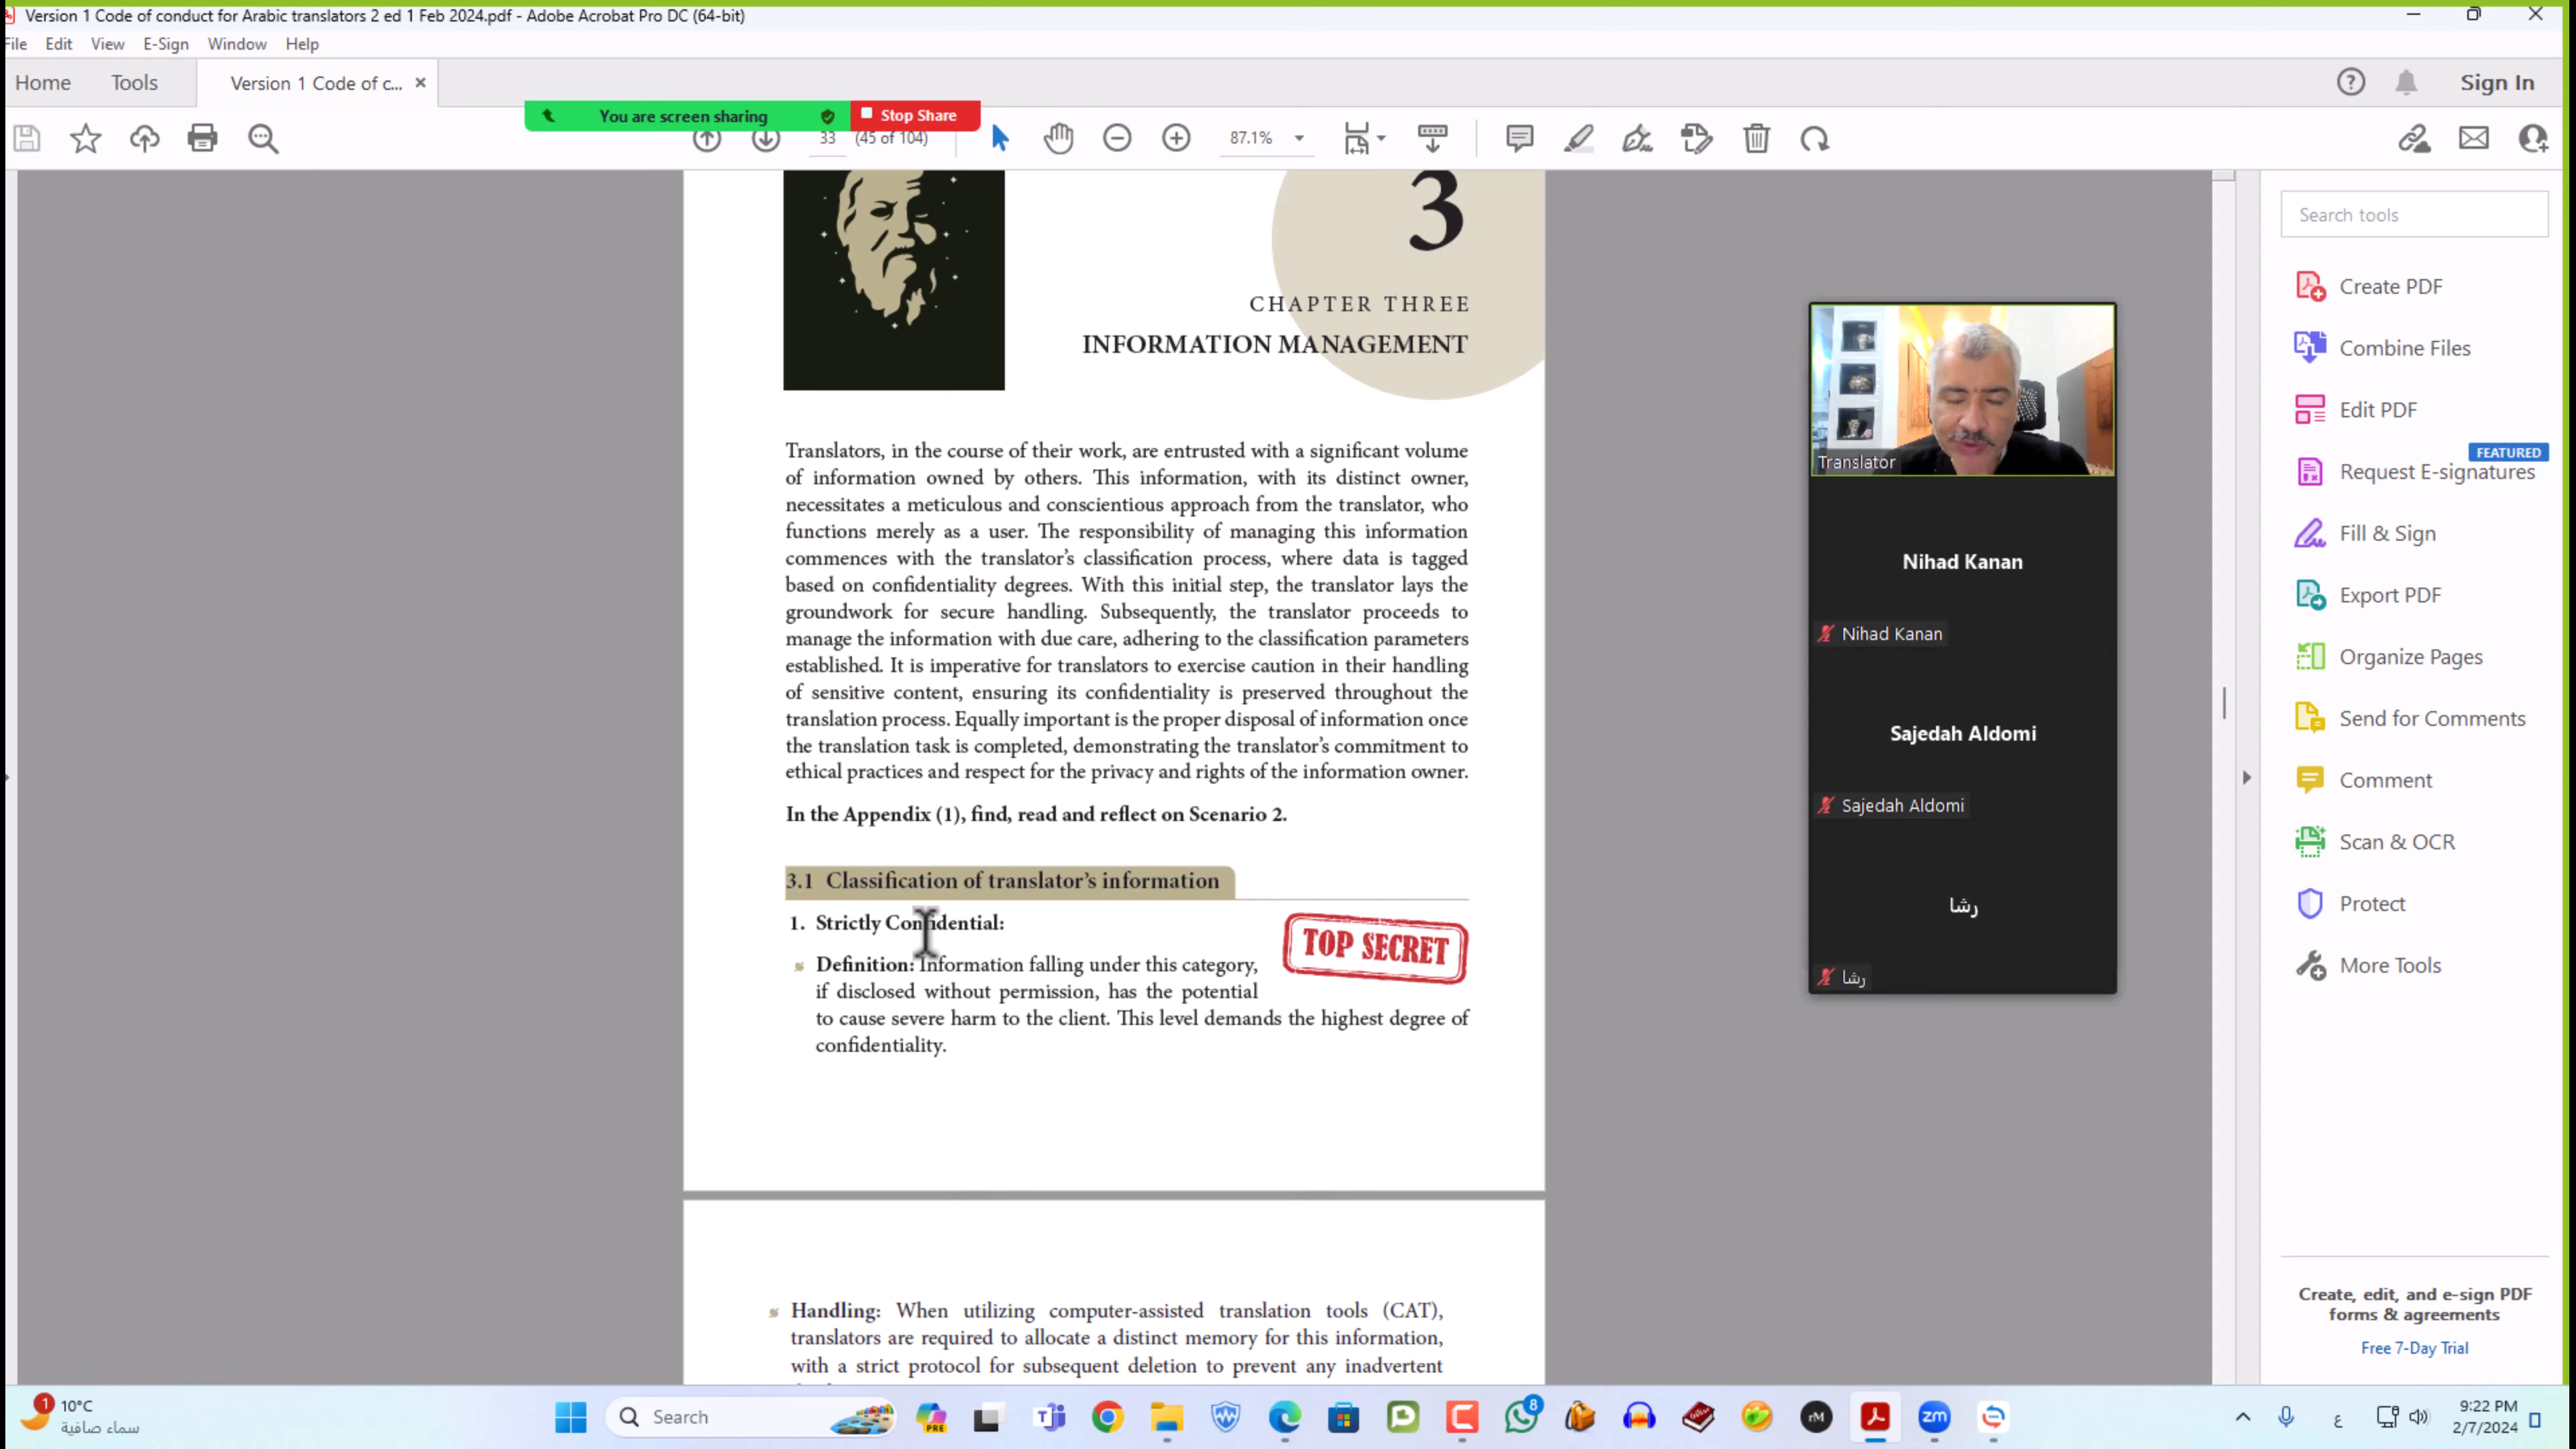 Version 1 Code of conduct for Arabic translators 2 ed 1 Feb 2024.pdf - Adobe Acrobat Pro DC (64-bit)
File Edit View E-Sign Window Help
Home Tools Version 1 Code of c... Sign In
You are screen sharing Stop Share
33 (45 of 104) 87.1%
3
CHAPTER THREE
INFORMATION MANAGEMENT
Translators, in the course of their work, are entrusted with a significant volume
of information owned by others. This information, with its distinct owner,
necessitates a meticulous and conscientious approach from the translator, who
functions merely as a user. The responsibility of managing this information
commences with the translator's classification process, where data is tagged
based on confidentiality degrees. With this initial step, the translator lays the
groundwork for secure handling. Subsequently, the translator proceeds to
manage the information with due care, adhering to the classification parameters
established. It is imperative for translators to exercise caution in their handling
of sensitive content, ensuring its confidentiality is preserved throughout the
translation process. Equally important is the proper disposal of information once
the translation task is completed, demonstrating the translator's commitment to
ethical practices and respect for the privacy and rights of the information owner.
In the Appendix (1), find, read and reflect on Scenario 2.
3.1 Classification of translator's information
1. Strictly Confidential:
TOP SECRET
Definition: Information falling under this category,
if disclosed without permission, has the potential
to cause severe harm to the client. This level demands the highest degree of
confidentiality.
Handling: When utilizing computer-assisted translation tools (CAT),
translators are required to allocate a distinct memory for this information,
with a strict protocol for subsequent deletion to prevent any inadvertent
Translator
Nihad Kanan
Nihad Kanan
Sajedah Aldomi
Sajedah Aldomi
رشا
رشا
Search tools
Create PDF
Combine Files
Edit PDF
FEATURED
Request E-signatures
Fill & Sign
Export PDF
Organize Pages
Send for Comments
Comment
Scan & OCR
Protect
More Tools
Create, edit, and e-sign PDF
forms & agreements
Free 7-Day Trial
1
10°C
سماء صافية
Search
PRE
8
rM
zm
ع
9:22 PM
2/7/2024